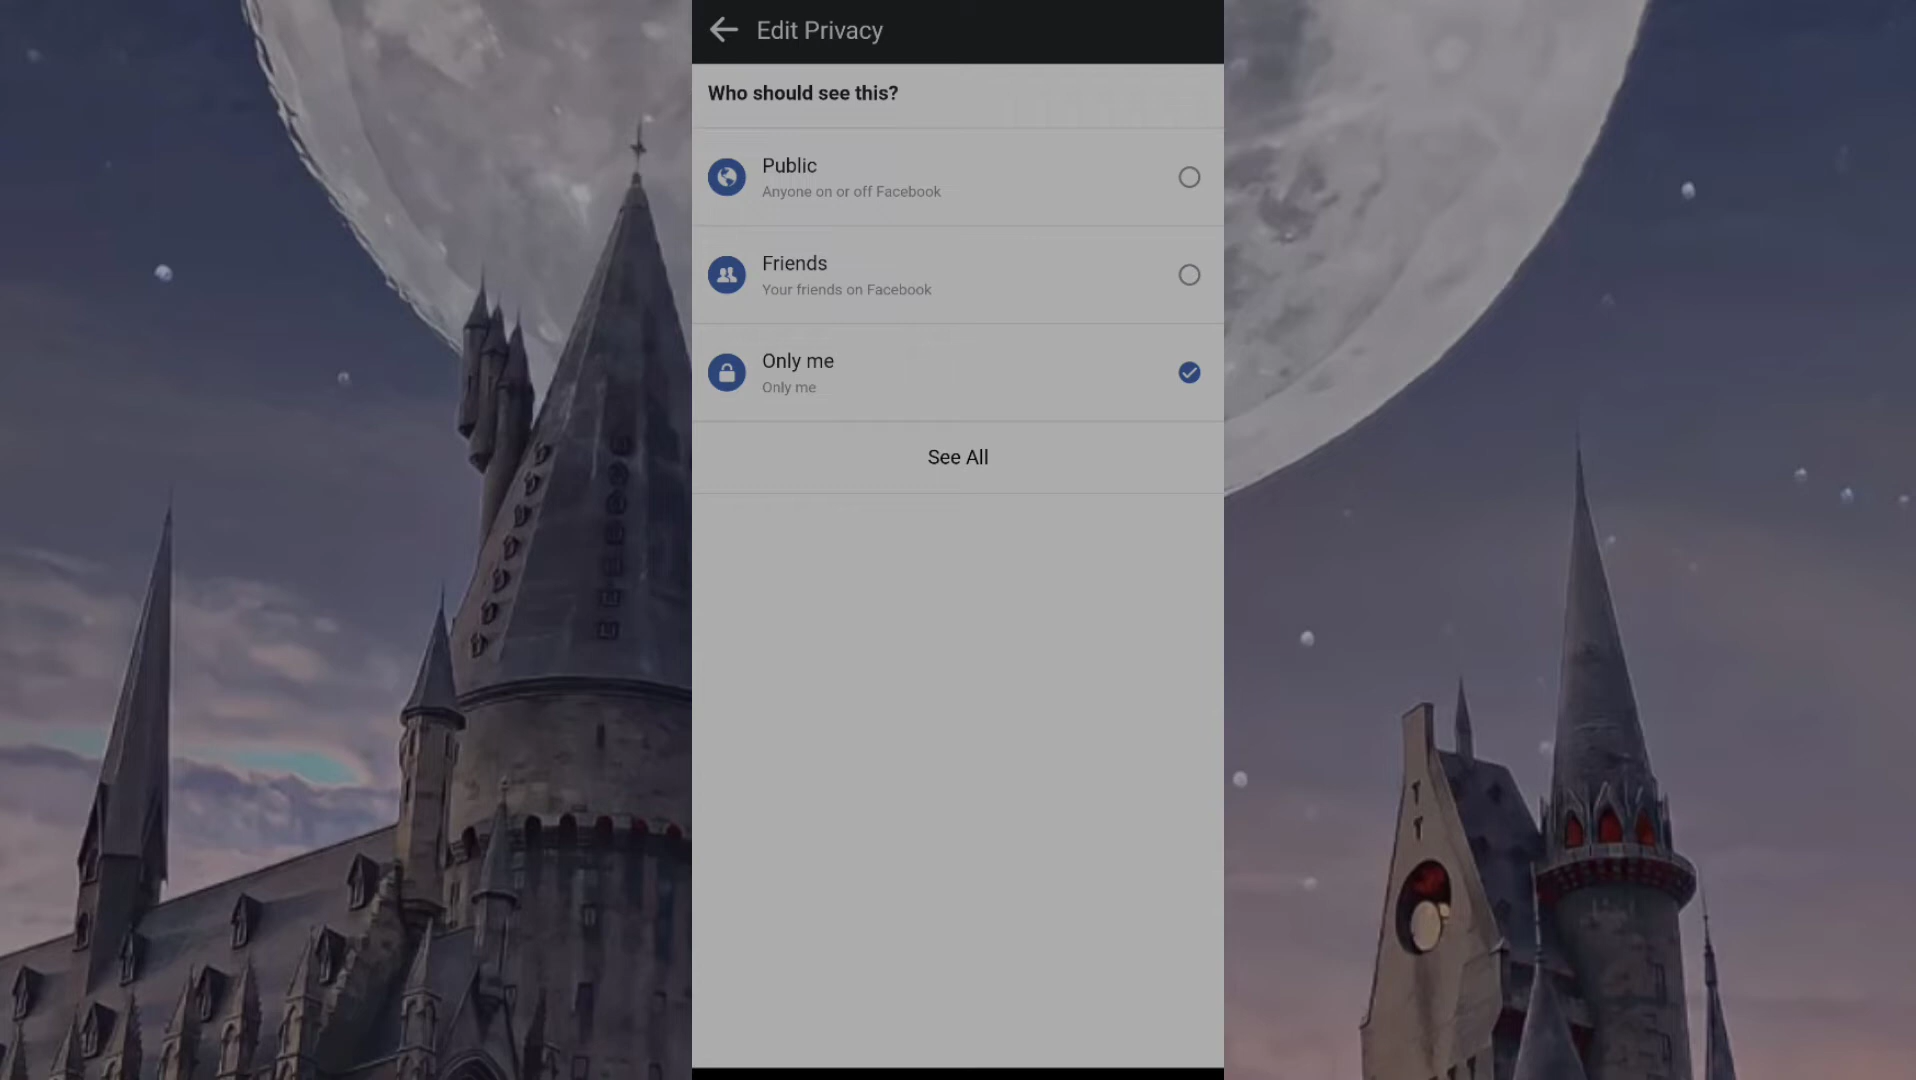 Edit Privacy
Who should see this?
Public
Anyone on or off Facebook
Friends
Your friends on Facebook
Only me
Only me
See All